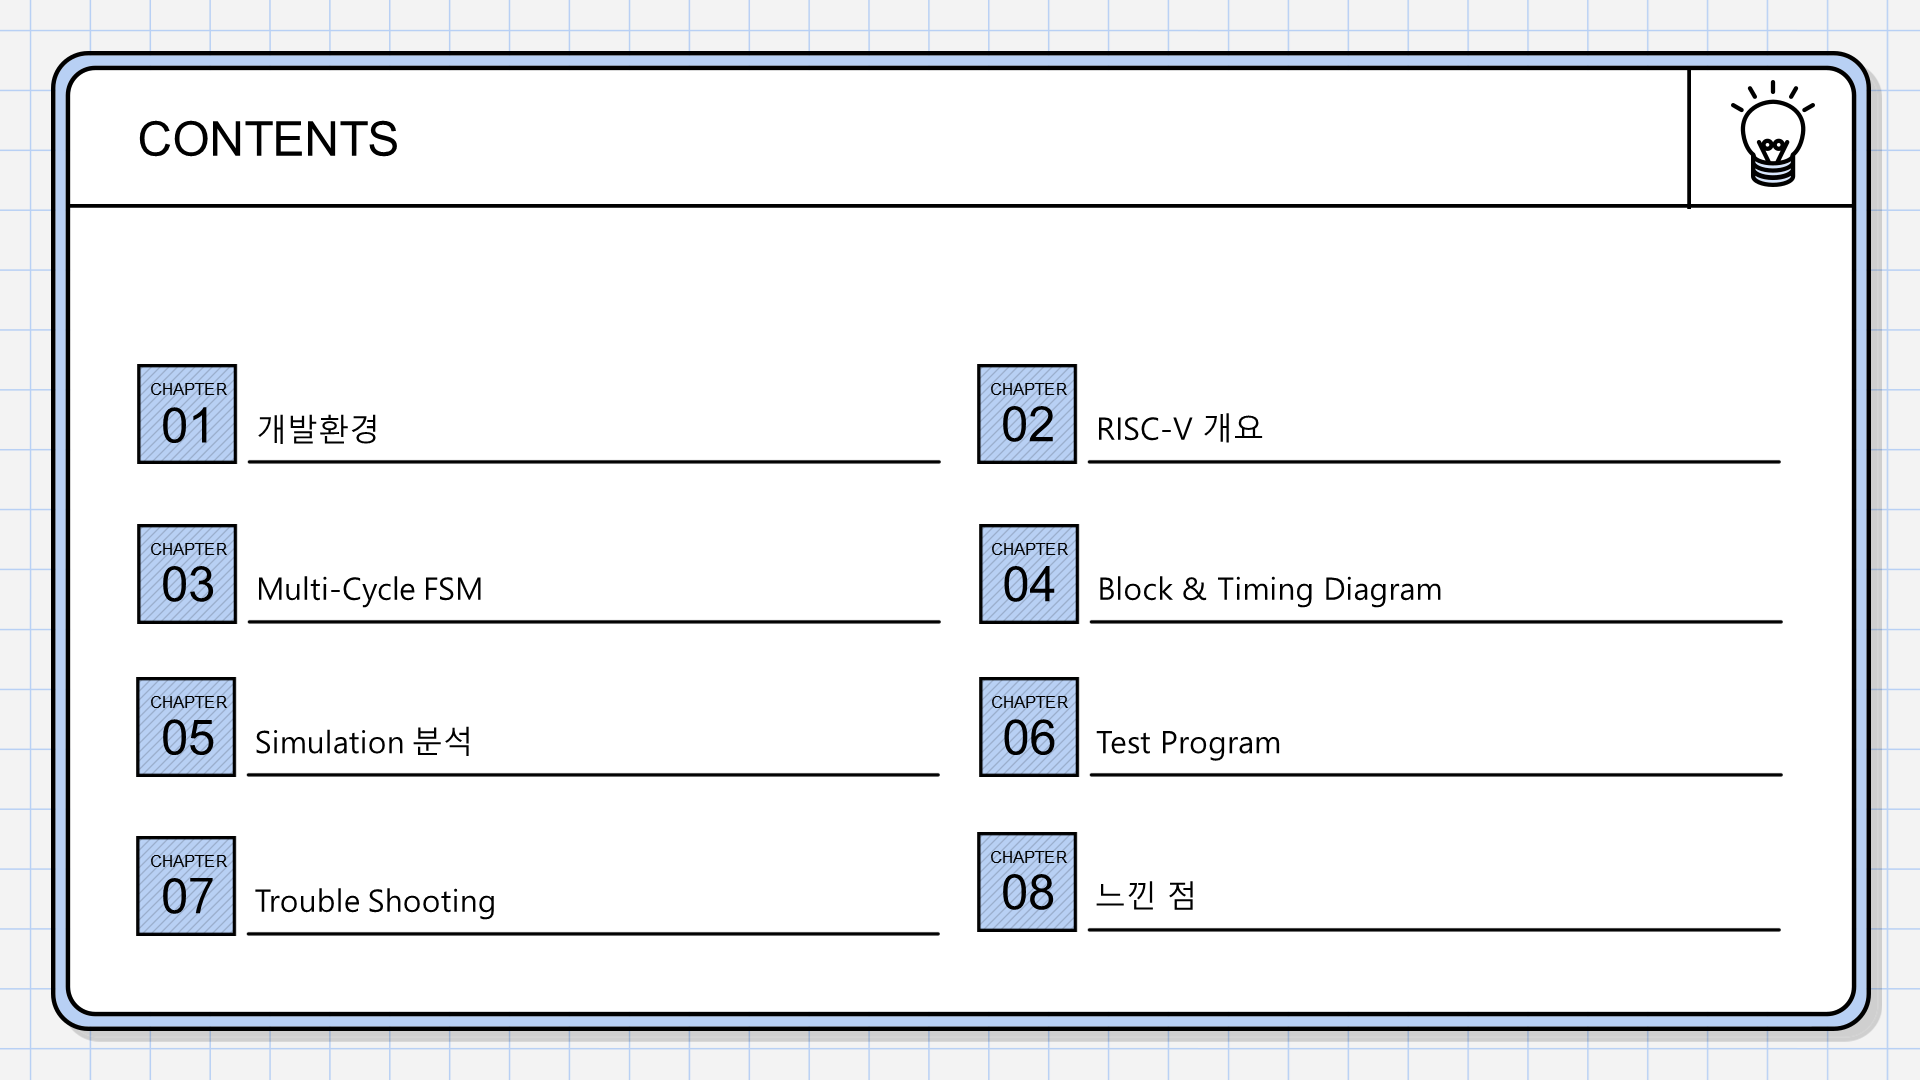 CONTENTS
CHAPTER
01
개발환경
CHAPTER
02
RISC-V 개요
CHAPTER
03
Multi-Cycle FSM
CHAPTER
04
Block & Timing Diagram
CHAPTER
05
Simulation 분석
CHAPTER
06
Test Program
CHAPTER
07
Trouble Shooting
CHAPTER
08
느낀 점